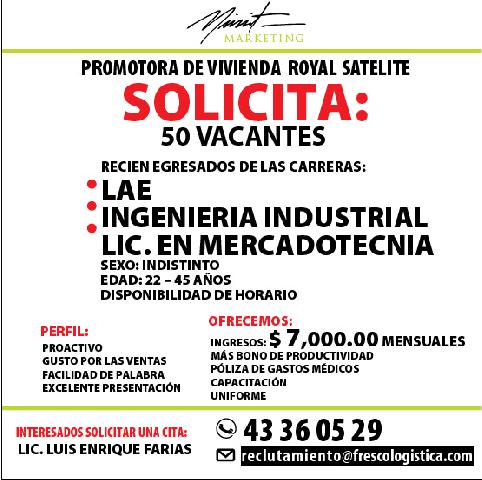 MARKETING
PROMOTORA DE VIVIENDA ROYAL SATELITE
SOLICITA:
50 VACANTES
RECIEN EGRESADOS DE LAS CARRERAS:
LAE
INGENIERIA INDUSTRIAL
LIC. EN MERCADOTECNIA
SEXO: INDISTINTO
EDAD: 22 – 45 AÑOS
DISPONIBILIDAD DE HORARIO
PERFIL:
PROACTIVO
GUSTO POR LAS VENTAS
FACILIDAD DE PALABRA
EXCELENTE PRESENTACIÓN
OFRECEMOS:
INGRESOS: $ 7,000.00 MENSUALES
MÁS BONO DE PRODUCTIVIDAD
PÓLIZA DE GASTOS MÉDICOS
CAPACITACIÓN
UNIFORME
INTERESADOS SOLICITAR UNA CITA:
LIC. LUIS ENRIQUE FARIAS
43 36 05 29
reclutamiento@frescologistica.com